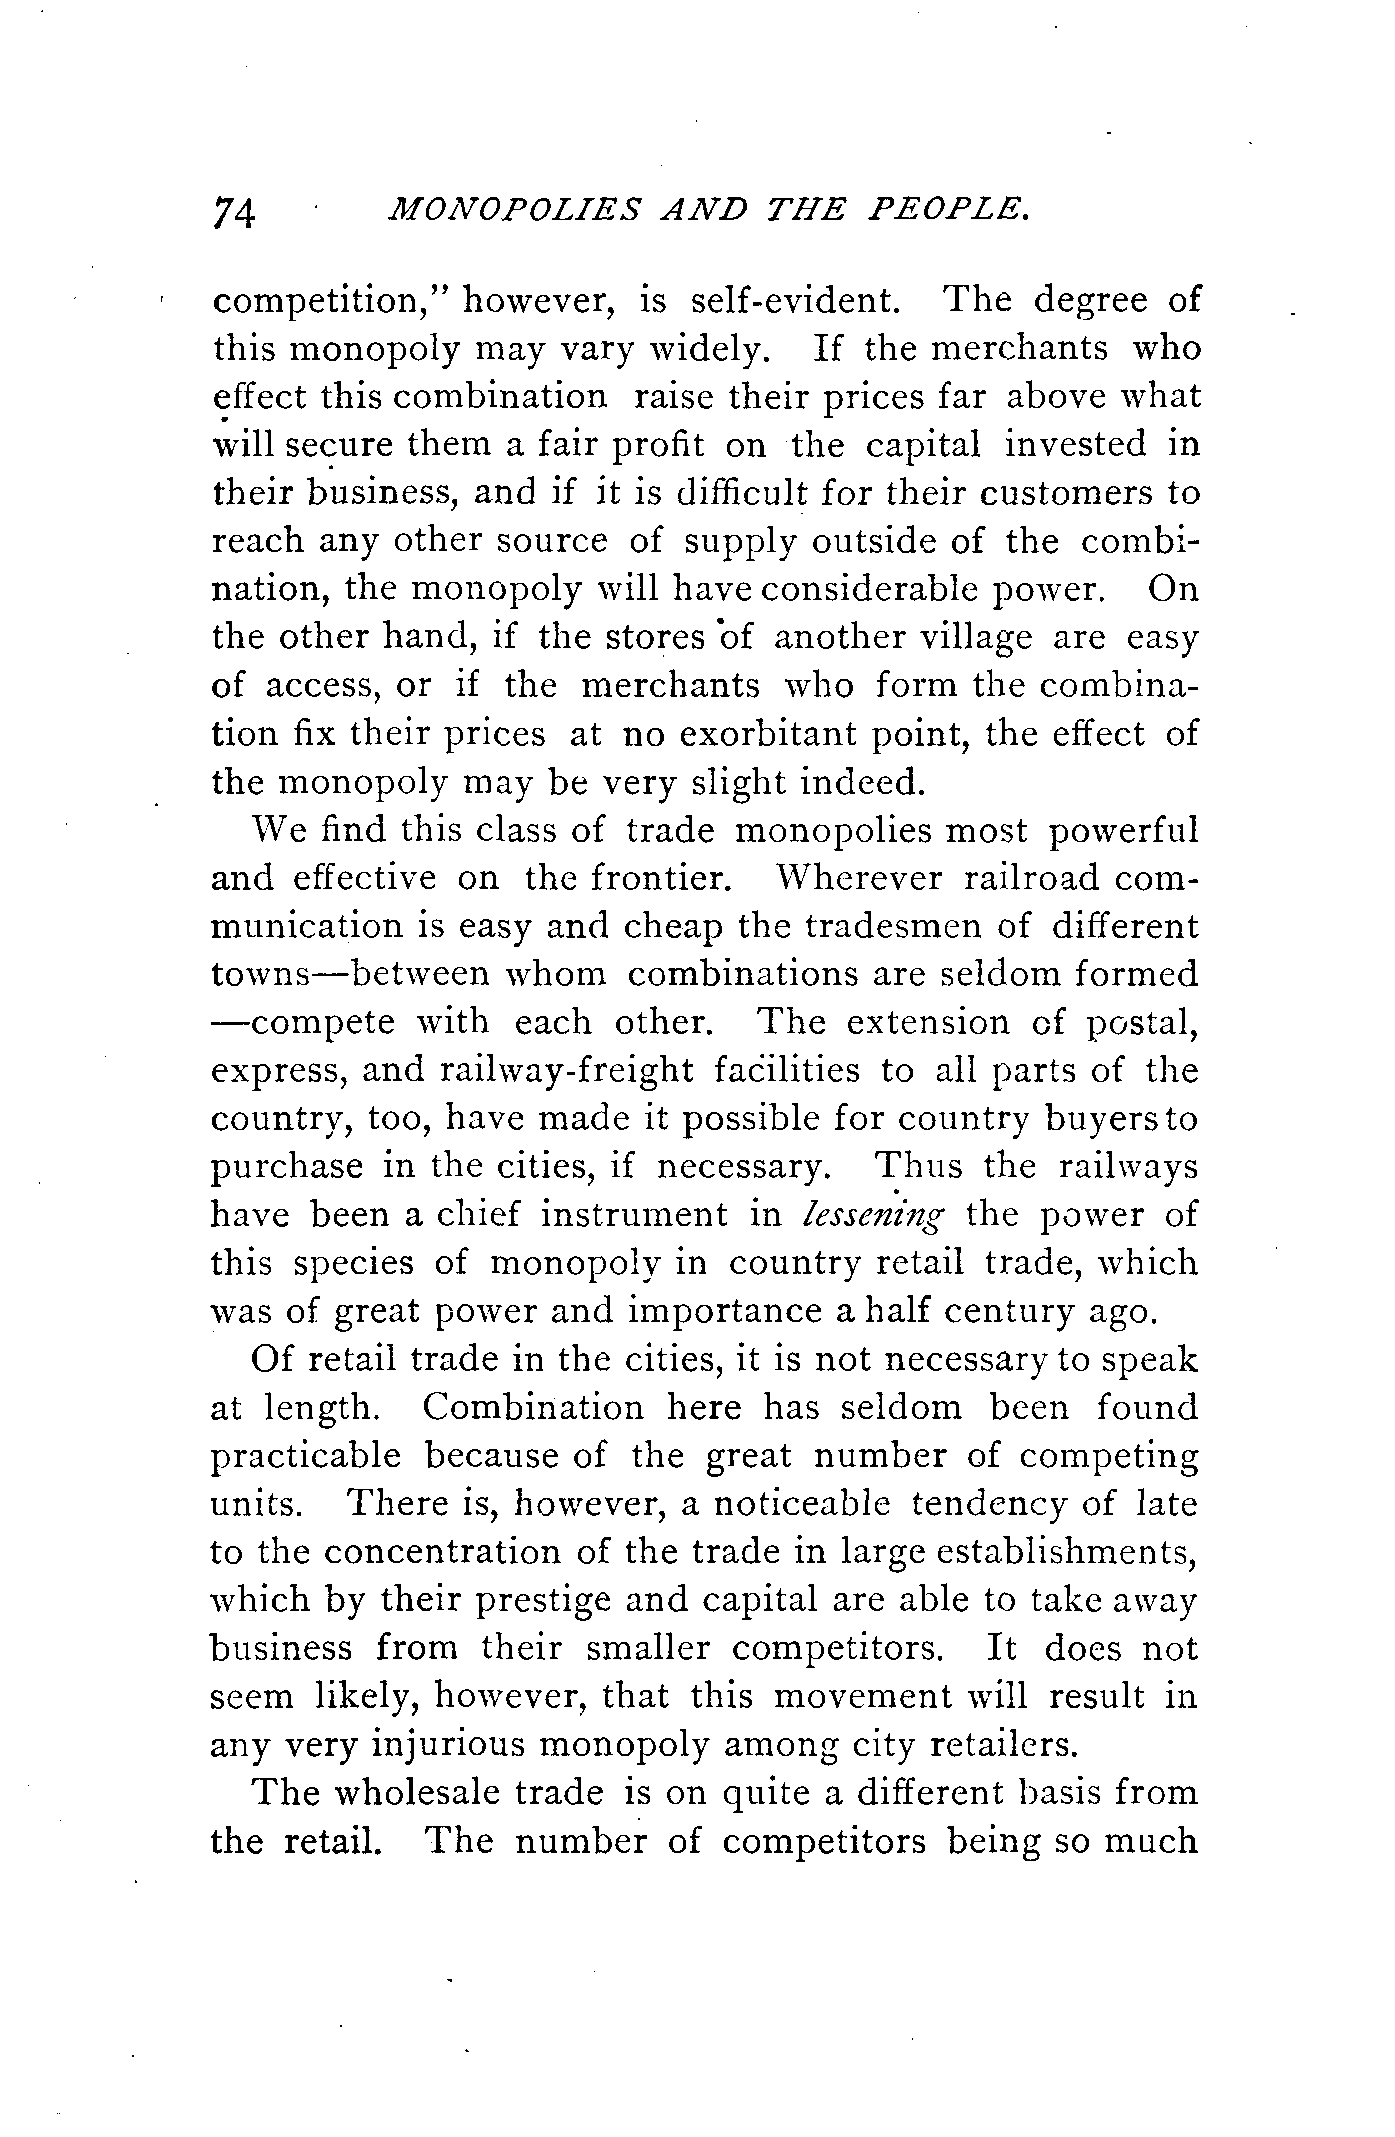 74 MONOPOLIES AND THE PEOPLE.
competition," however, is self-evident. The degree of
this monopoly may vary widely. If the merchants who
effect this combination raise their prices far above what
will secure them a fair profit on the capital invested in
their business, and if it is difficult for their customers to
reach any other source of supply outside of the combi-
nation, the monopoly will have considerable power. On
the other hand, if the stores of another village are easy
of access, or if the merchants who form the combina-
tion fix their prices at no exorbitant point, the effect of
the monopoly may be very slight indeed.
We find this class of trade monopolies most powerful
and effective on the frontier. Wherever railroad com-
munication is easy and cheap the tradesmen of different
towns—between whom combinations are seldom formed
—compete with each other. The extension of postal,
express, and railway-freight facilities to all parts of the
country, too, have made it possible for country buyers to
purchase in the cities, if necessary. Thus the railways
have been a chief instrument in lessening the power of
this species of monopoly in country retail trade, which
was of great power and importance a half century ago.
Of retail trade in the cities, it is not necessary to speak
at length. Combination here has seldom been found
practicable because of the great number of competing
units. There is, however, a noticeable tendency of late
to the concentration of the trade in large establishments,
which by their prestige and capital are able to take away
business from their smaller competitors. It does not
seem likely, however, that this movement will result in
any very injurious monopoly among city retailers.
The wholesale trade is on quite a different basis from
the retail. The number of competitors being so much